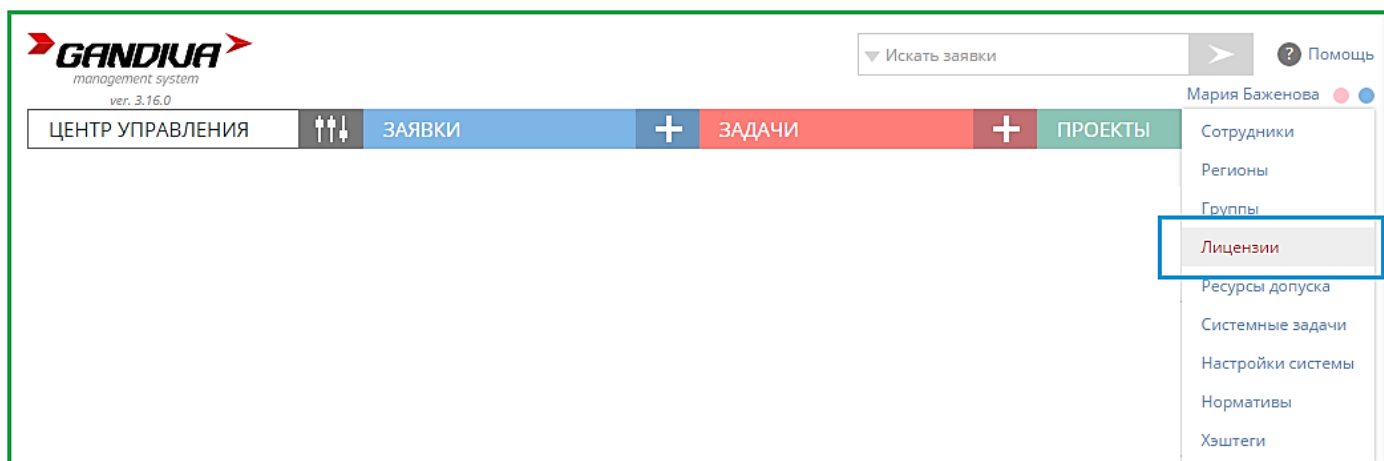 GANDIVA
management system
ver. 3.16.0
Искать заявки
Помощь
Мария Баженова
ЦЕНТР УПРАВЛЕНИЯ ЗАЯВКИ ЗАДАЧИ ПРОЕКТЫ
Сотрудники
Регионы
Группы
Лицензии
Ресурсы допуска
Системные задачи
Настройки системы
Нормативы
Хэштеги